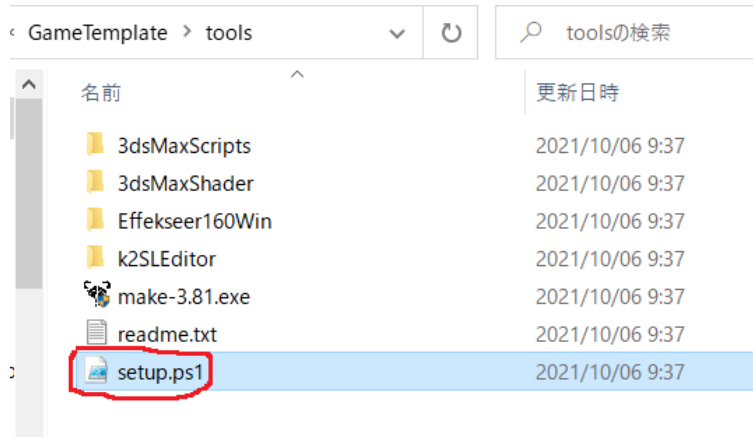 GameTemplate > tools
toolsの検索
名前 更新日時
3dsMaxScripts 2021/10/06 9:37
3dsMaxShader 2021/10/06 9:37
Effekseer160Win 2021/10/06 9:37
k2SLEditor 2021/10/06 9:37
make-3.81.exe 2021/10/06 9:37
readme.txt 2021/10/06 9:37
setup.ps1 2021/10/06 9:37